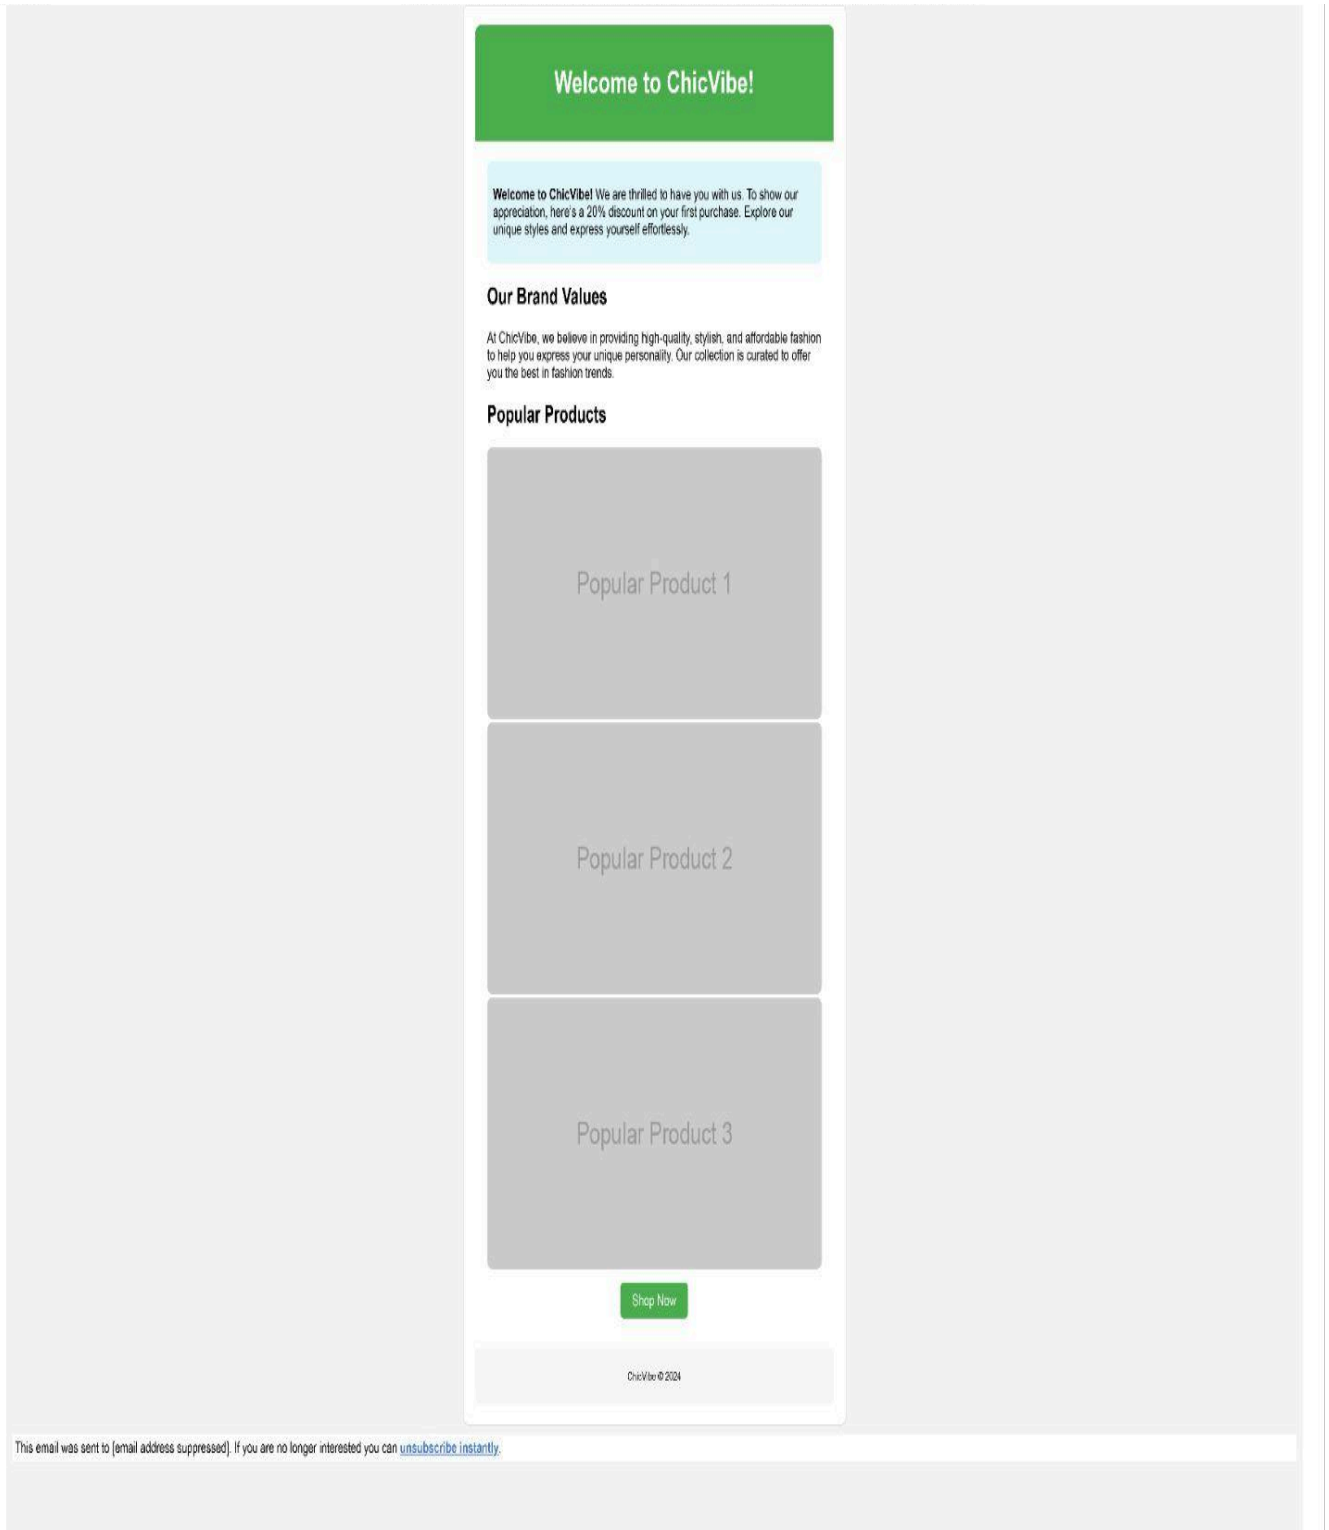 Welcome to ChicVibe!
Welcome to ChicVibe! We are thrilled to have you with us. To show our
appreciation, here's a 20% discount on your first purchase. Explore our
unique styles and express yourself effortlessly.
Our Brand Values
At ChicVibe, we believe in providing high-quality, stylish, and affordable fashion
to help you express your unique personality. Our collection is curated to offer
you the best in fashion trends.
Popular Products
Popular Product 1
Popular Product 2
Popular Product 3
Shop Now
ChicVibe © 2024
This email was sent to [email address suppressed]. If you are no longer interested you can unsubscribe instantly.